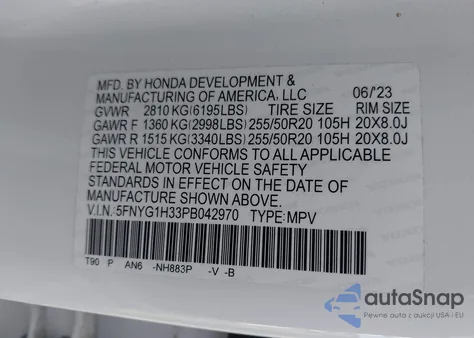 MFD. BY HONDA DEVELOPMENT &
MANUFACTURING OF AMERICA, LLC 06/'23
GVWR 2810 KG(6195LBS) TIRE SIZE RIM SIZE
GAWR F 1360 KG(2998LBS) 255/50R20 105H 20X8.0J
GAWR R 1515 KG(3340LBS) 255/50R20 105H 20X8.0J
THIS VEHICLE CONFORMS TO ALL APPLICABLE
FEDERAL MOTOR VEHICLE SAFETY
STANDARDS IN EFFECT ON THE DATE OF
MANUFACTURE SHOWN ABOVE.
V.I.N. 5FNYG1H33PB042970 TYPE:MPV
T90 P AN6 -NH883P -V -B
autoSnap
Pewne auto z aukcji USA i EU